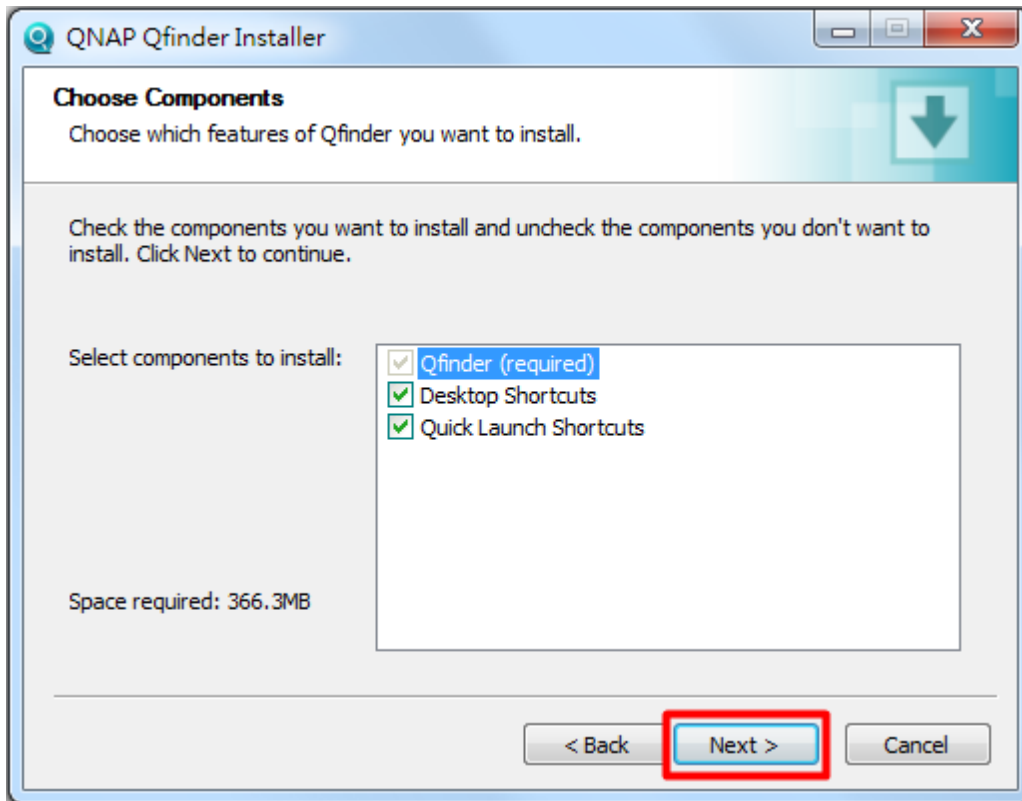 QNAP Qfinder Installer
Choose Components
Choose which features of Qfinder you want to install.
Check the components you want to install and uncheck the components you don't want to
install. Click Next to continue.
Select components to install:
Qfinder (required)
Desktop Shortcuts
Quick Launch Shortcuts
Space required: 366.3MB
< Back
Next >
Cancel